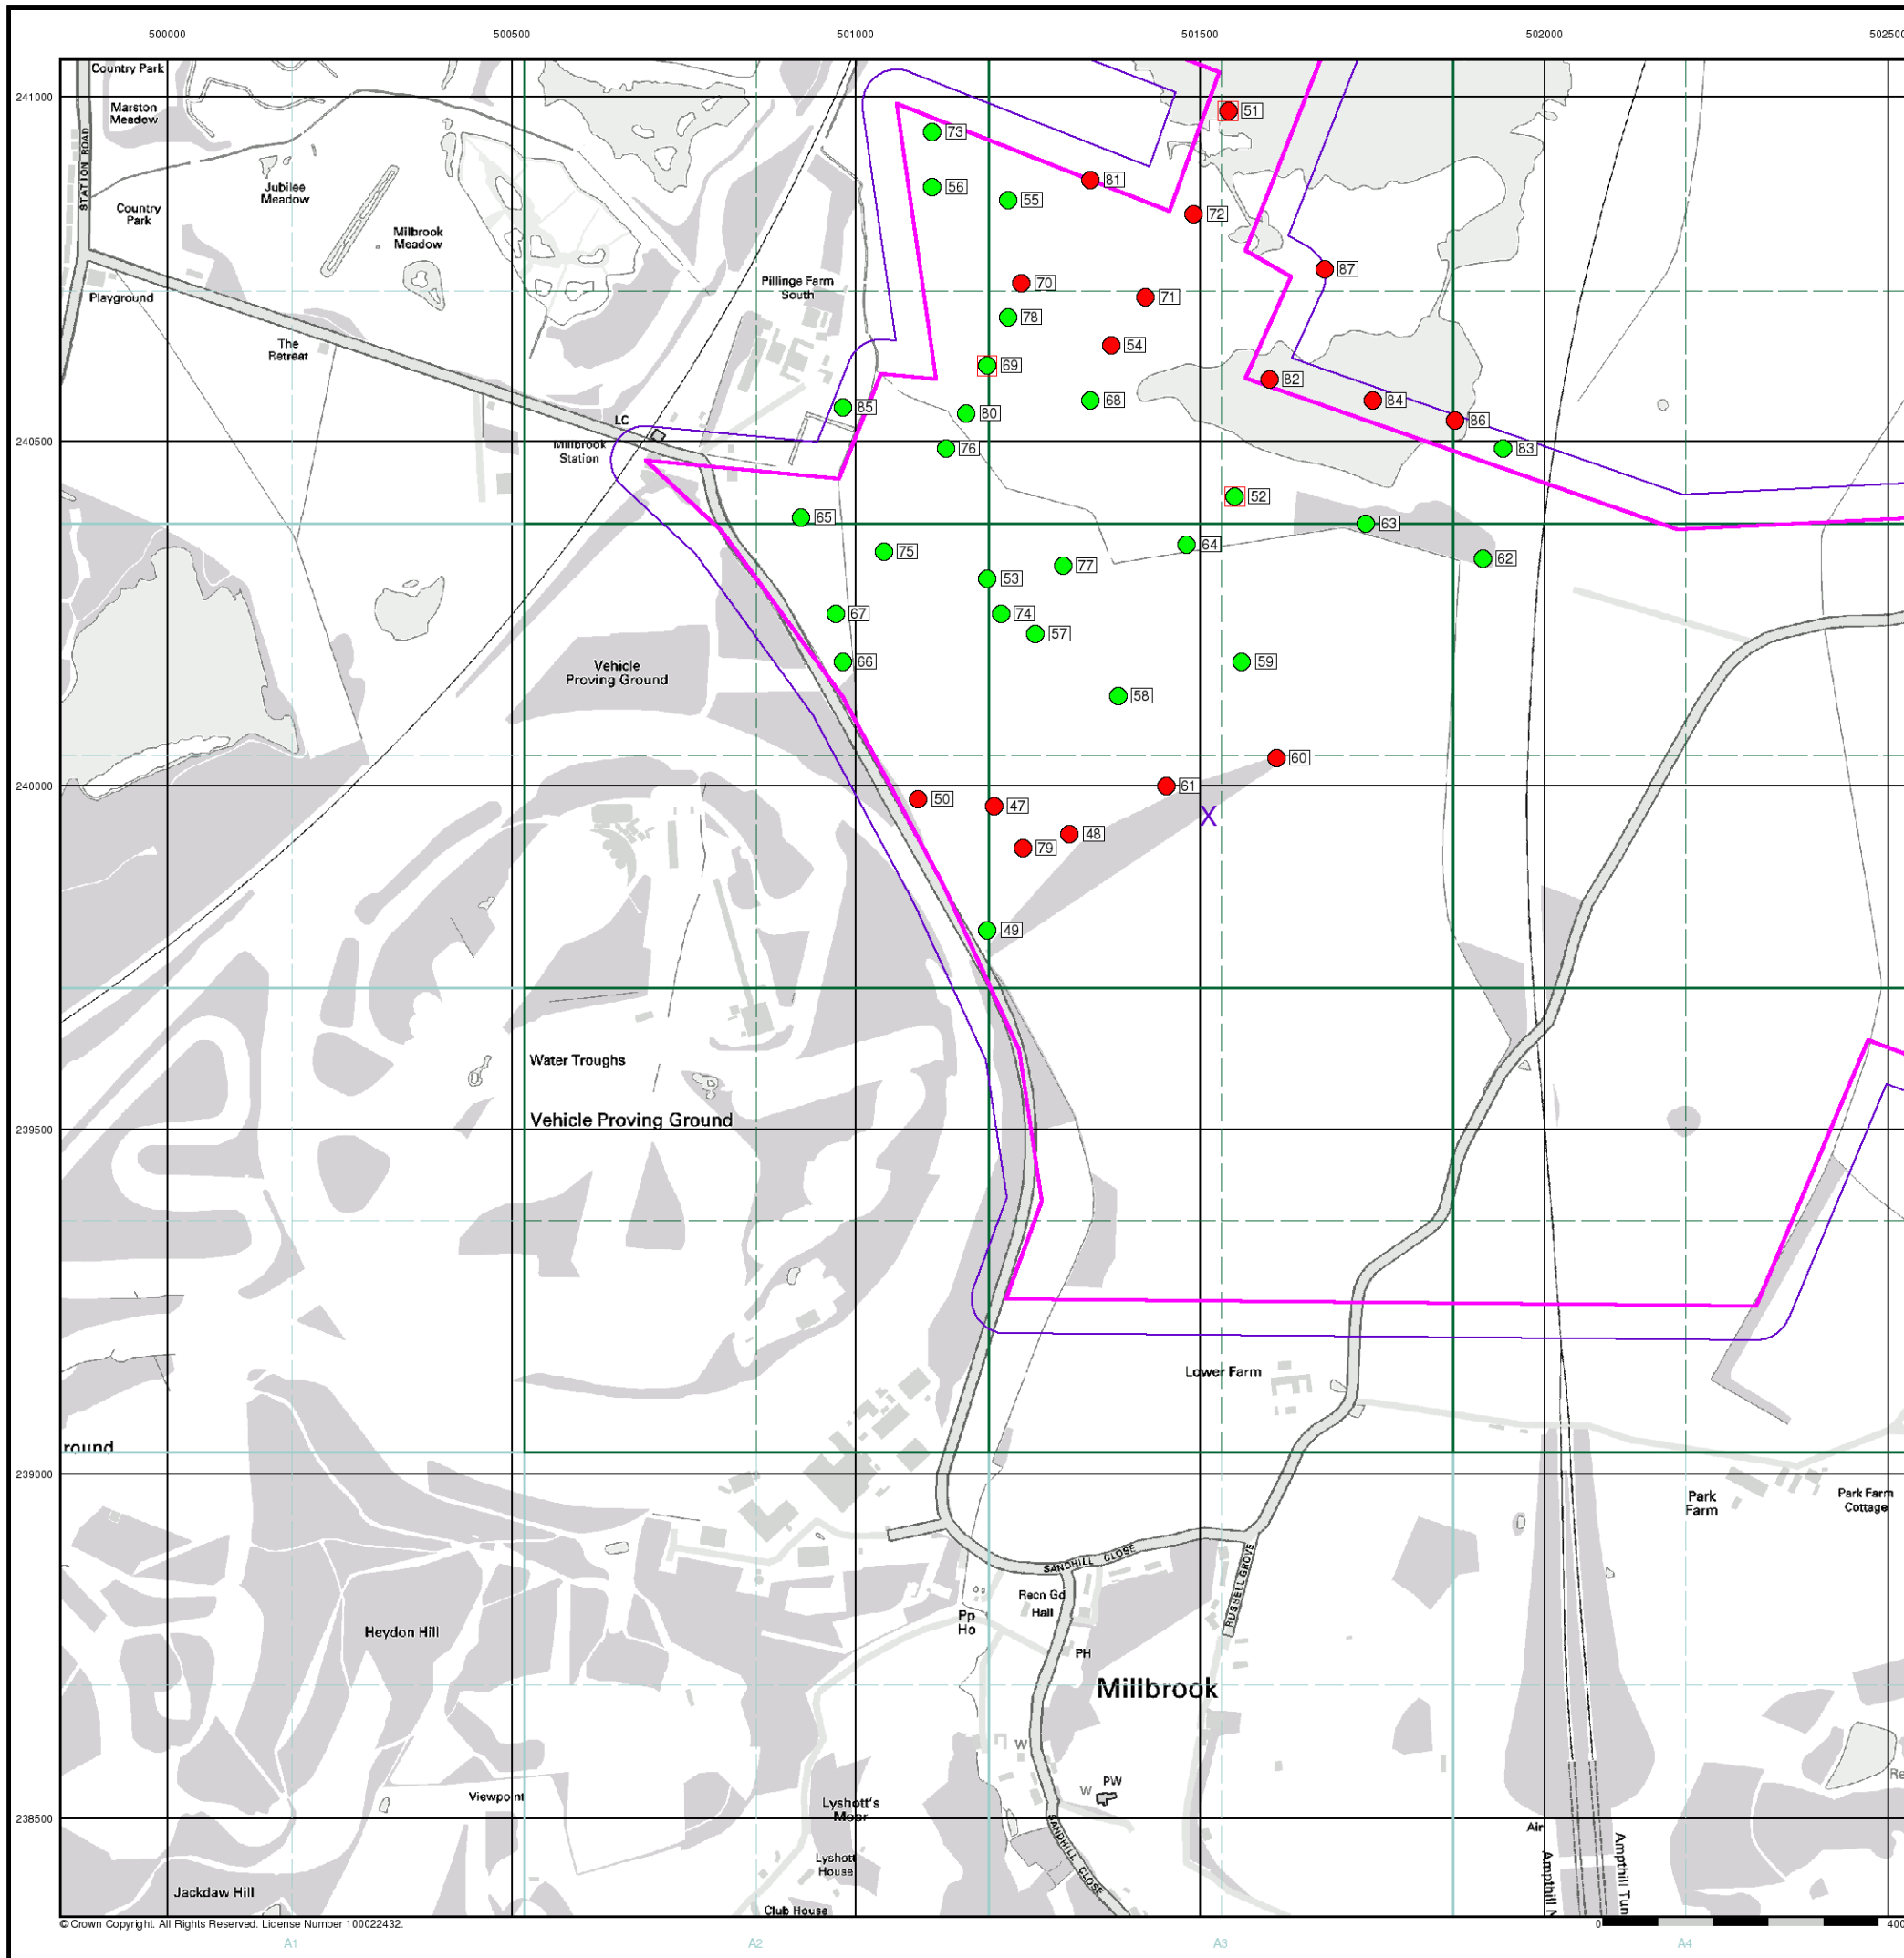 500000
500500
501000
501500
502000
50250
241000
Country Park
Marston
Meadow
STATION ROAD
Jubilee
Meadow
Country
Park
Milbrook
Meadow
Playground
The
Retreat
Pillinge Farm
South
73
51
56
55
81
72
87
70
71
78
54
69
82
85
80
68
84
86
LC
240500
Millbrook
Station
76
83
52
65
63
75
64
77
62
53
67
74
57
66
59
Vehicle
Proving Ground
58
60
240000
61
50
47
X
48
79
49
Water Troughs
Vehicle Proving Ground
239500
Lower Farm
round
239000
Park
Farm
Park Farm
Cottage
SANDHILL CLOSE
RUSSELL GROVE
Recn Gd
Hall
Pp
Ho
PH
Heydon Hill
Millbrook
W
W
PW
Viewpoint
Lyshott's
Moor
238500
SANDHILL CLOSE
Air
Ampthill Tun
Lyshott
House
Jackdaw Hill
Club House
© Crown Copyright. All Rights Reserved. License Number 100022432.
0
400
A1
A2
A3
A4